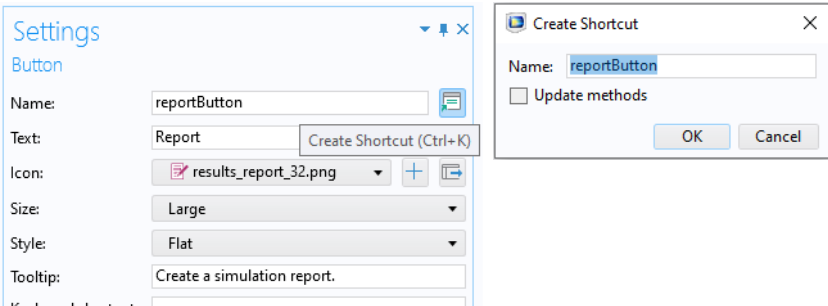 Settings
Button
Name: reportButton
Text: Report
Create Shortcut (Ctrl+K)
Icon: results_report_32.png
Size: Large
Style: Flat
Tooltip: Create a simulation report.
Create Shortcut
Name: reportButton
Update methods
OK Cancel